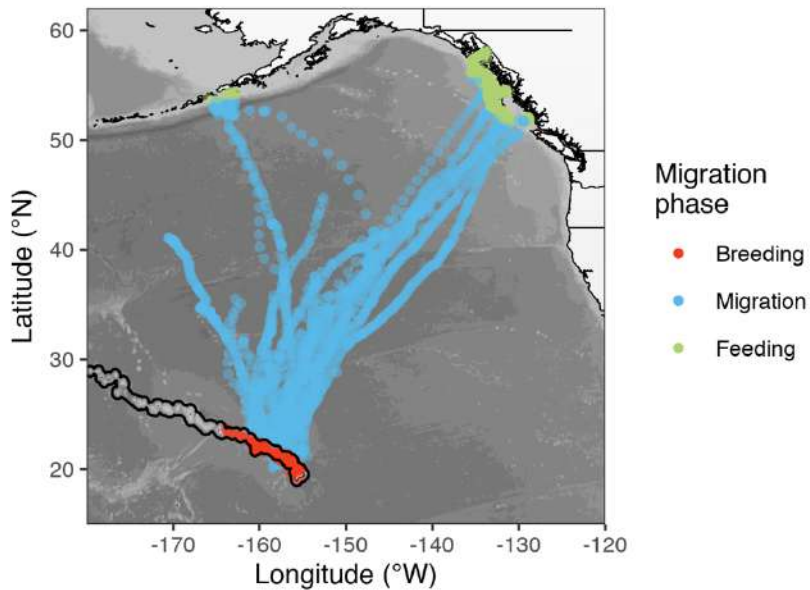 60
50
40
30
20
Latitude (°N)
-170
-160
-150
-140
-130
-120
Longitude (°W)
Migration
phase
Breeding
Migration
Feeding